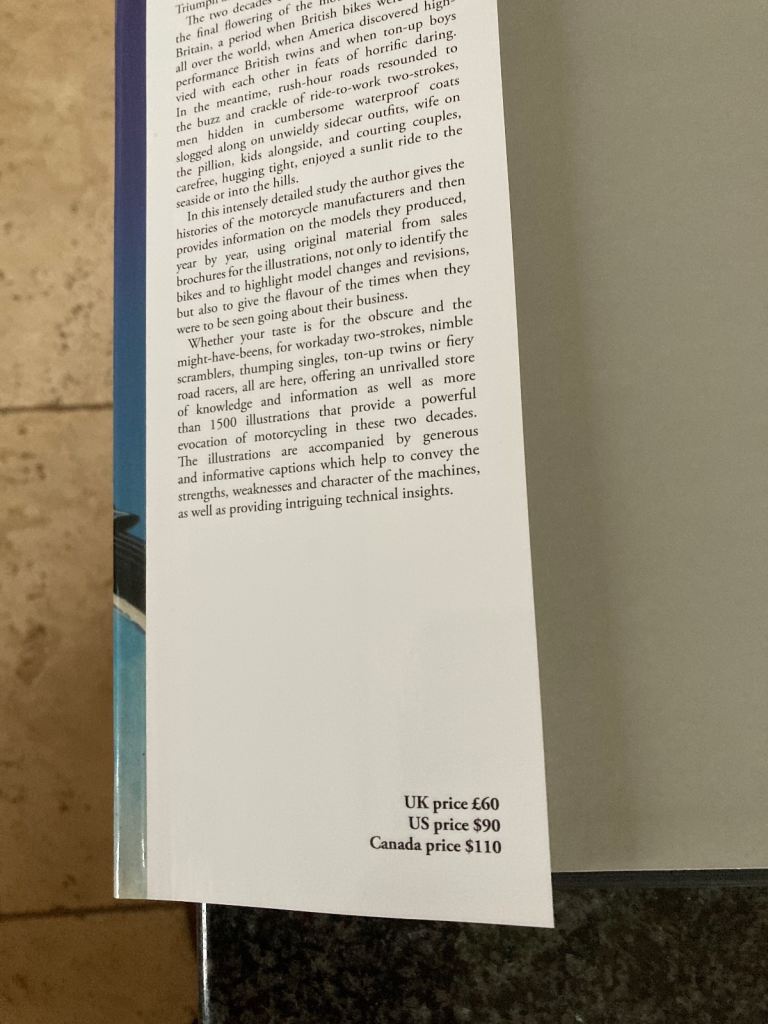 Triumph
The two decades
the final flowering of the
Britain, a period when British bikes were
all over the world, when America discovered high-
performance British twins and when ton-up boys
vied with each other in feats of horrific daring.
In the meantime, rush-hour roads resounded to
the buzz and crackle of ride-to-work two-strokes,
men hidden in cumbersome waterproof coats
slogged along on unwieldy sidecar outfits, wife on
the pillion, kids alongside, and courting couples,
carefree, hugging tight, enjoyed a sunlit ride to the
seaside or into the hills.
In this intensely detailed study the author gives the
histories of the motorcycle manufacturers and then
provides information on the models they produced,
year by year, using original material from sales
brochures for the illustrations, not only to identify the
bikes and to highlight model changes and revisions,
but also to give the flavour of the times when they
were to be seen going about their business.
Whether your taste is for the obscure and the
might-have-beens, for workaday two-strokes, nimble
scramblers, thumping singles, ton-up twins or fiery
road racers, all are here, offering an unrivalled store
of knowledge and information as well as more
than 1500 illustrations that provide a powerful
evocation of motorcycling in these two decades.
The illustrations are accompanied by generous
and informative captions which help to convey the
strengths, weaknesses and character of the machines,
as well as providing intriguing technical insights.
UK price £60
US price $90
Canada price $110